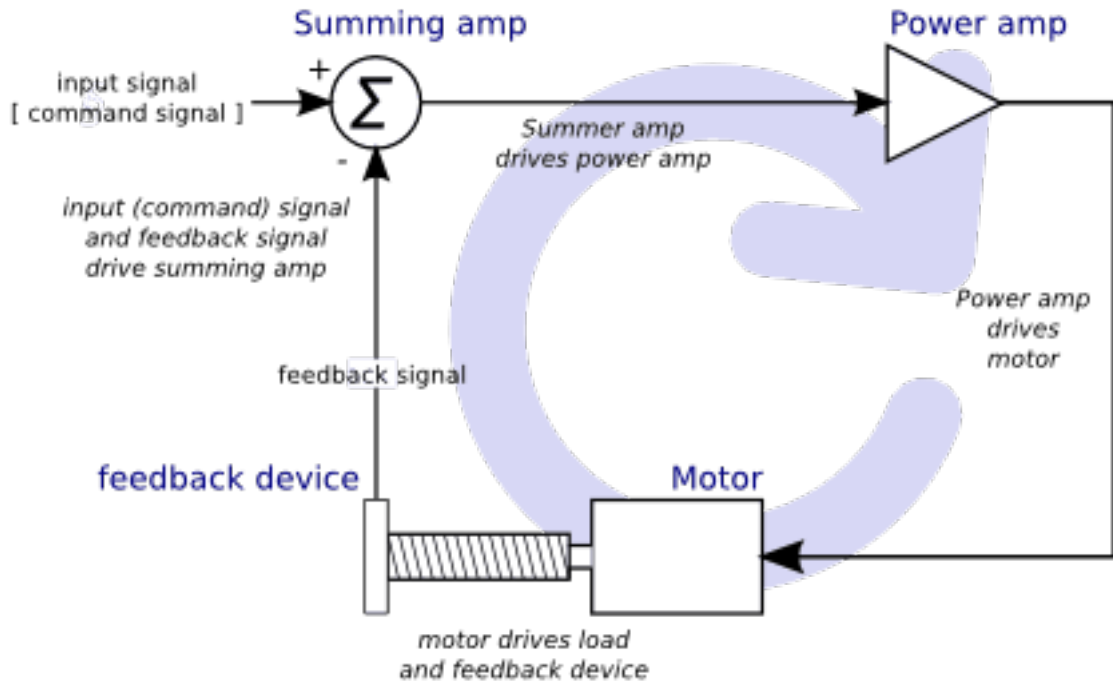 Summing amp
Power amp
input signal
[ command signal ]
+
Σ
-
Summer amp
drives power amp
input (command) signal
and feedback signal
drive summing amp
Power amp
drives
motor
feedback signal
feedback device
Motor
motor drives load
and feedback device